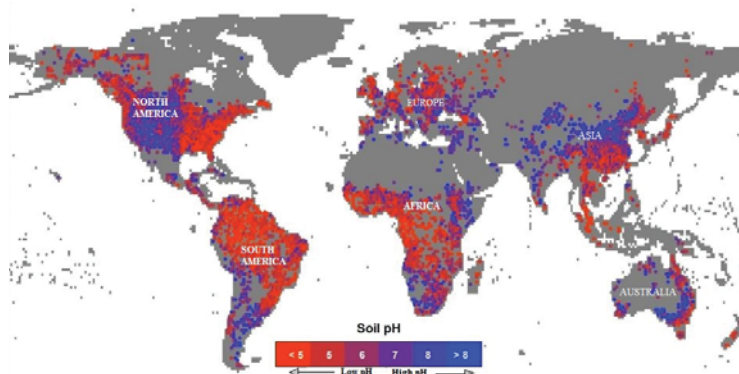 NORTH
AMERICA
EUROPE
ASIA
AFRICA
SOUTH
AMERICA
AUSTRALIA
Soil pH
< 5 5 6 7 8 > 8
Low pH High pH